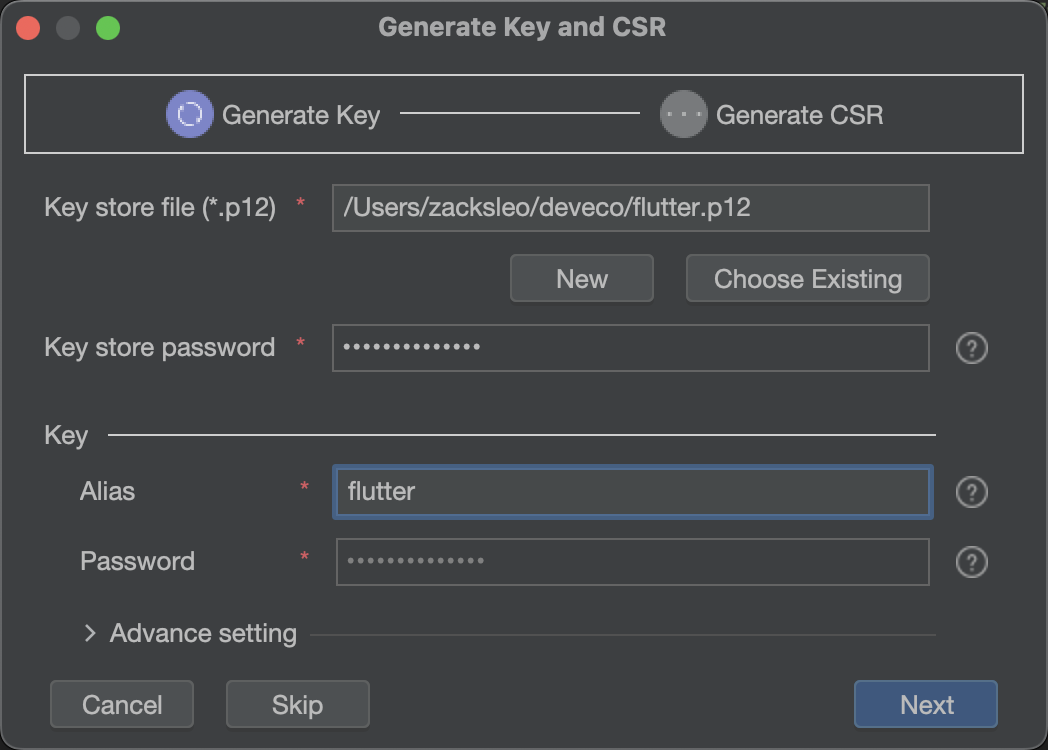 Generate Key and CSR
Generate Key
Generate CSR
Key store file (*.p12) * /Users/zacksleo/deveco/flutter.p12
New Choose Existing
Key store password * •••••••••••••• ?
Key
Alias * flutter ?
Password * •••••••••••••• ?
Advance setting
Cancel Skip Next